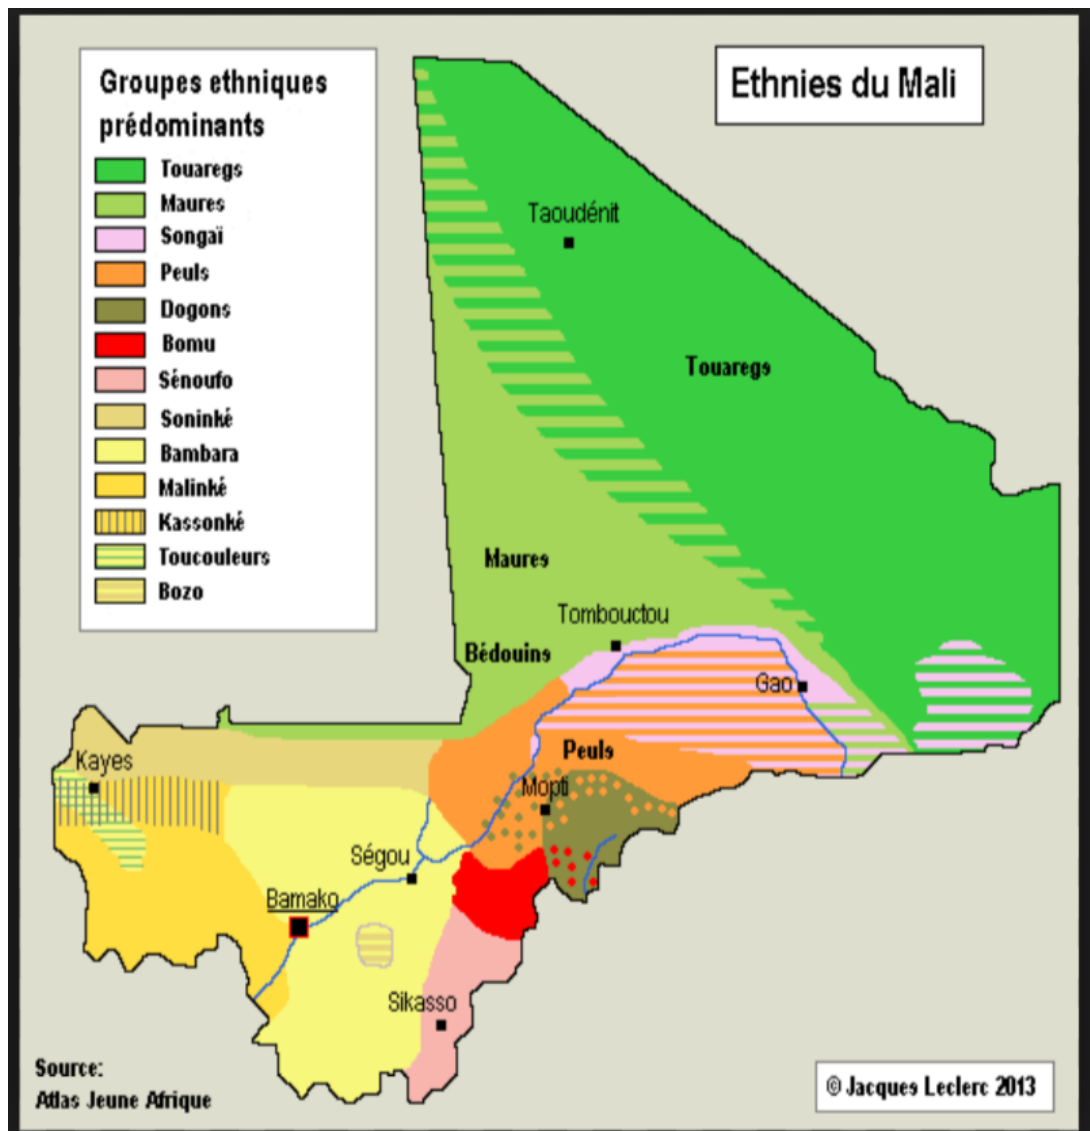 Ethnies du Mali
Groupes ethniques
prédominants
Touaregs
Maures
Songaï
Peuls
Dogons
Bomu
Sénoufo
Soninké
Bambara
Malinké
Kassonké
Toucouleurs
Bozo
Taoudénit
Touaregs
Maures
Tombouctou
Bédouins
Gao
Peuls
Kayes
Mopti
Ségou
Bamako
Sikasso
Source:
Atlas Jeune Afrique
© Jacques Leclerc 2013